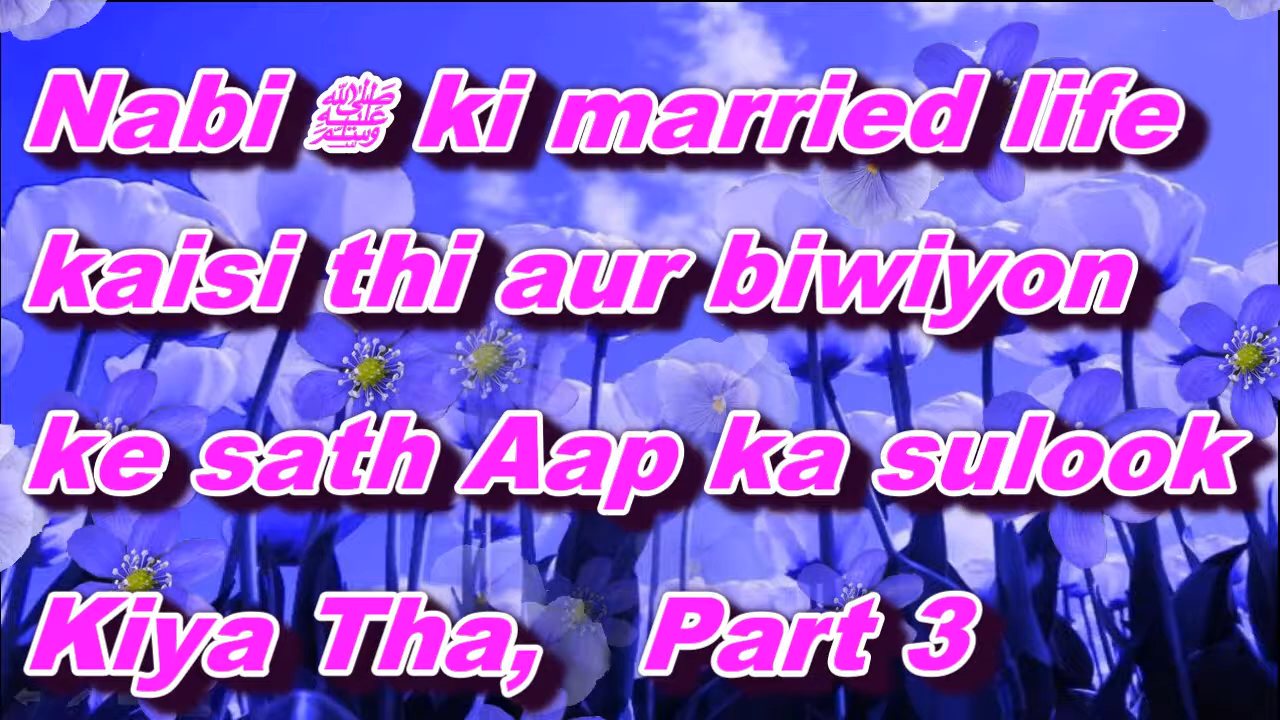 Nabi ﷺ ki married life
kaisi thi aur biwiyon
ke sath Aap ka sulook
Kiya Tha, Part 3